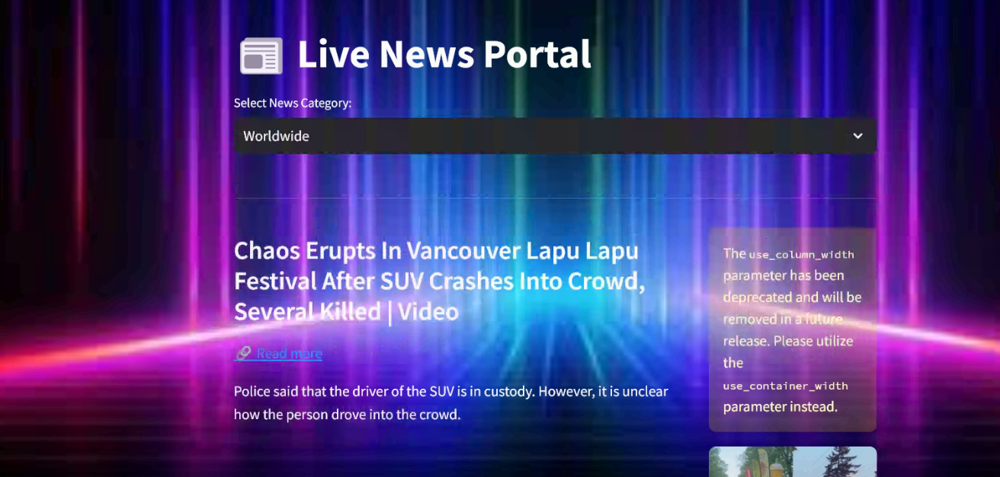 Live News Portal
Select News Category:
Worldwide
Chaos Erupts In Vancouver Lapu Lapu
Festival After SUV Crashes Into Crowd,
Several Killed | Video
Read more
Police said that the driver of the SUV is in custody. However, it is unclear
how the person drove into the crowd.
The use_column_width
parameter has been
deprecated and will be
removed in a future
release. Please utilize
the
use_container_width
parameter instead.